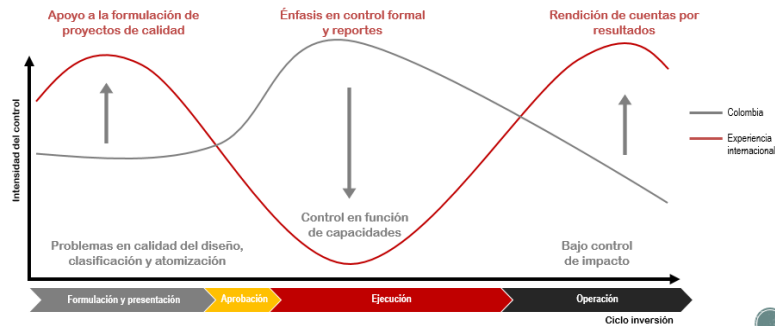 Apoyo a la formulación de
proyectos de calidad
Énfasis en control formal
y reportes
Rendición de cuentas por
resultados
Intensidad del control
Colombia
Experiencia
internacional
Control en función
de capacidades
Problemas en calidad del diseño,
clasificación y atomización
Bajo control
de impacto
Formulación y presentación
Aprobación
Ejecución
Operación
Ciclo inversión